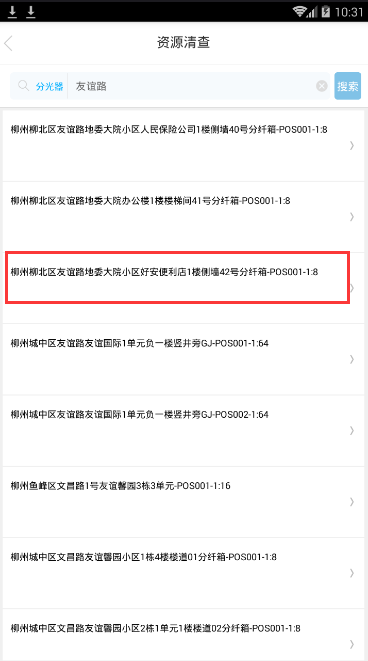 10:31
资源清查
分光器 友谊路 搜索
柳州柳北区友谊路地委大院小区人民保险公司1楼侧墙40号分纤箱-POS001-1:8
柳州柳北区友谊路地委大院办公楼1楼楼梯间41号分纤箱-POS001-1:8
柳州柳北区友谊路地委大院小区好安便利店1楼侧墙42号分纤箱-POS001-1:8
柳州城中区友谊路友谊国际1单元负一楼竖井旁GJ-POS001-1:64
柳州城中区友谊路友谊国际1单元负一楼竖井旁GJ-POS002-1:64
柳州鱼峰区文昌路1号友谊馨园3栋3单元-POS001-1:16
柳州城中区文昌路友谊馨园小区1栋4楼楼道01分纤箱-POS001-1:8
柳州城中区文昌路友谊馨园小区2栋1单元1楼楼道02分纤箱-POS001-1:8